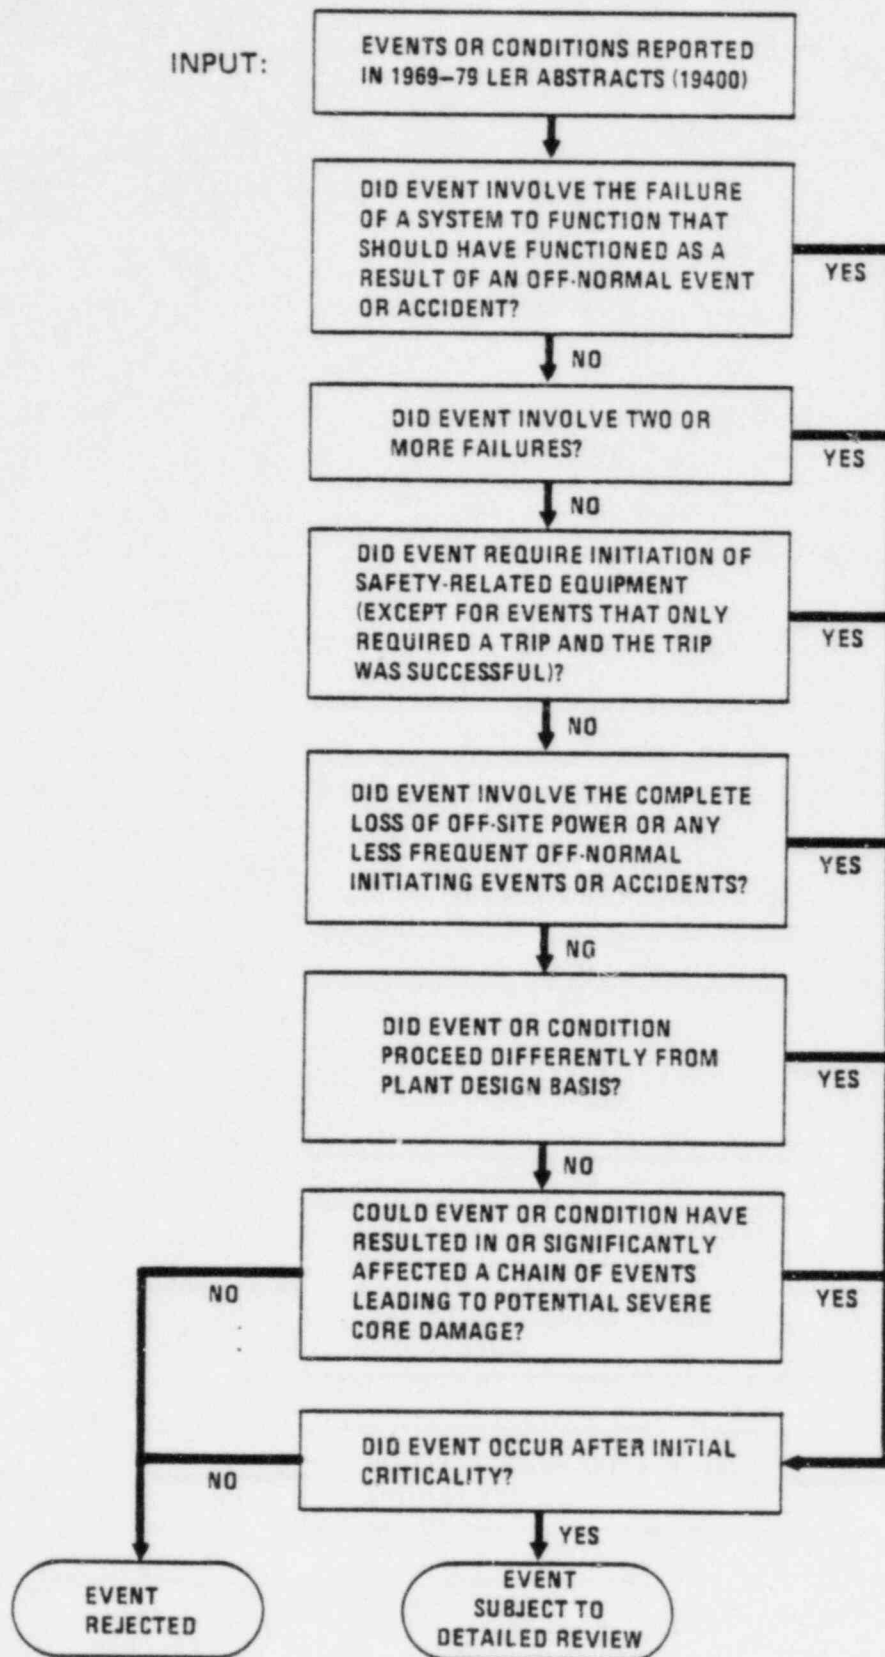 INPUT:
EVENTS OR CONDITIONS REPORTED
IN 1969–79 LER ABSTRACTS (19400)
DID EVENT INVOLVE THE FAILURE
OF A SYSTEM TO FUNCTION THAT
SHOULD HAVE FUNCTIONED AS A
RESULT OF AN OFF-NORMAL EVENT
OR ACCIDENT?
YES
NO
DID EVENT INVOLVE TWO OR
MORE FAILURES?
YES
NO
DID EVENT REQUIRE INITIATION OF
SAFETY-RELATED EQUIPMENT
(EXCEPT FOR EVENTS THAT ONLY
REQUIRED A TRIP AND THE TRIP
WAS SUCCESSFUL)?
YES
NO
DID EVENT INVOLVE THE COMPLETE
LOSS OF OFF-SITE POWER OR ANY
LESS FREQUENT OFF-NORMAL
INITIATING EVENTS OR ACCIDENTS?
YES
NO
DID EVENT OR CONDITION
PROCEED DIFFERENTLY FROM
PLANT DESIGN BASIS?
YES
NO
COULD EVENT OR CONDITION HAVE
RESULTED IN OR SIGNIFICANTLY
AFFECTED A CHAIN OF EVENTS
LEADING TO POTENTIAL SEVERE
CORE DAMAGE?
NO
YES
DID EVENT OCCUR AFTER INITIAL
CRITICALITY?
NO
YES
EVENT
REJECTED
EVENT
SUBJECT TO
DETAILED REVIEW